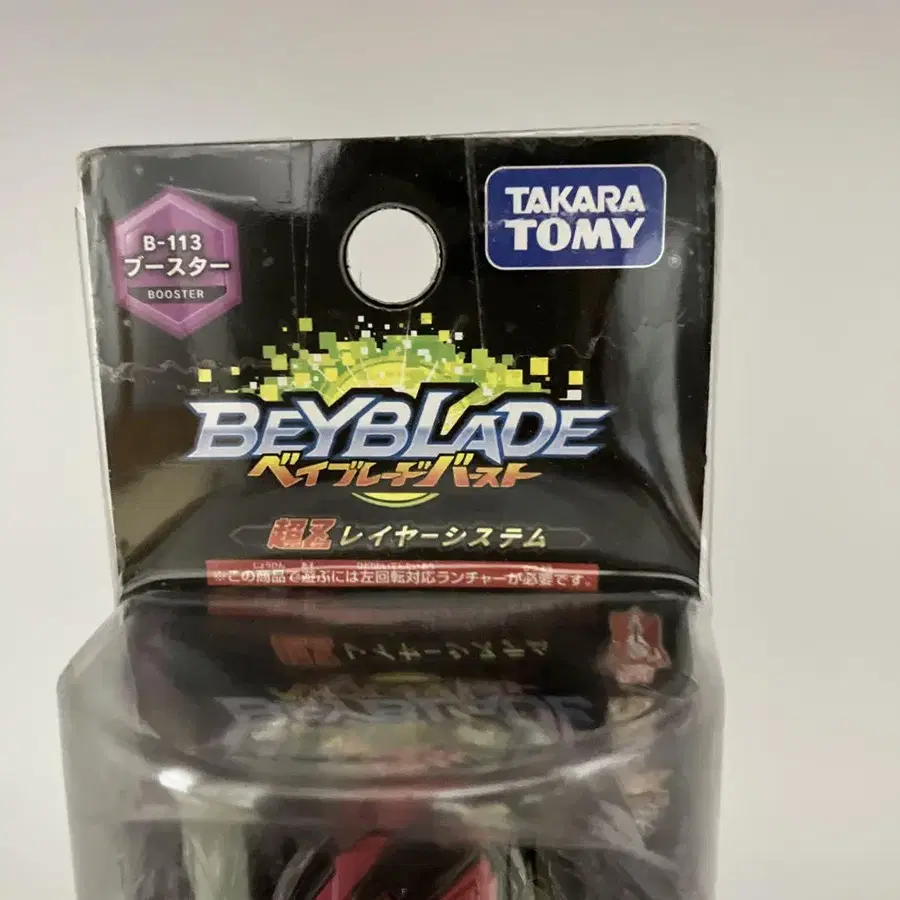 B-113
ブースター
BOOSTER
TAKARA
TOMY
BEYBLADE
ベイブレードバースト
超Z レイヤーシステム
※この商品で遊ぶには左回転対応ランチャーが必要です。